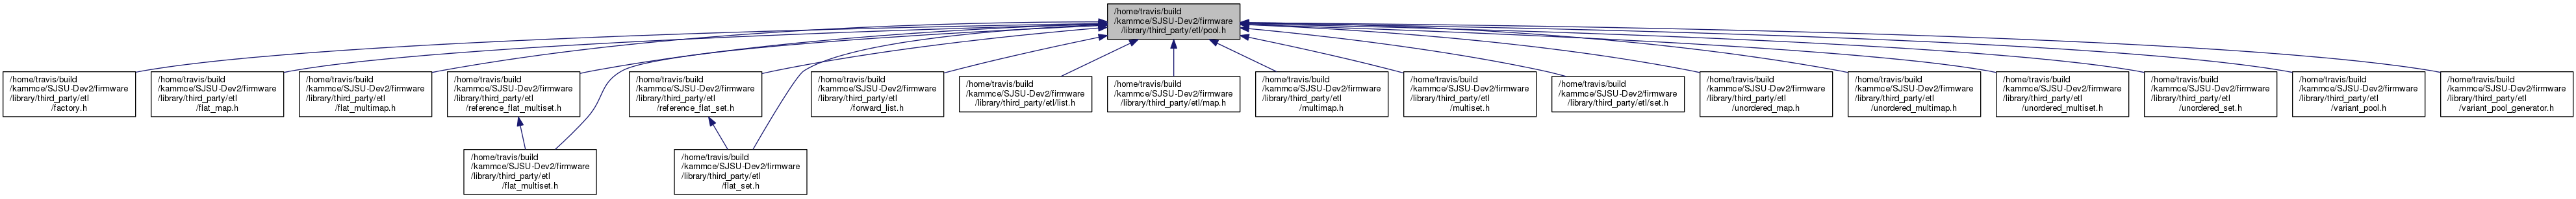 /home/travis/build
/kammce/SJSU-Dev2/firmware
/library/third_party/etl/pool.h
/home/travis/build
/kammce/SJSU-Dev2/firmware
/library/third_party/etl
/factory.h
/home/travis/build
/kammce/SJSU-Dev2/firmware
/library/third_party/etl
/flat_map.h
/home/travis/build
/kammce/SJSU-Dev2/firmware
/library/third_party/etl
/flat_multimap.h
/home/travis/build
/kammce/SJSU-Dev2/firmware
/library/third_party/etl
/reference_flat_multiset.h
/home/travis/build
/kammce/SJSU-Dev2/firmware
/library/third_party/etl
/reference_flat_set.h
/home/travis/build
/kammce/SJSU-Dev2/firmware
/library/third_party/etl
/forward_list.h
/home/travis/build
/kammce/SJSU-Dev2/firmware
/library/third_party/etl/list.h
/home/travis/build
/kammce/SJSU-Dev2/firmware
/library/third_party/etl/map.h
/home/travis/build
/kammce/SJSU-Dev2/firmware
/library/third_party/etl
/multimap.h
/home/travis/build
/kammce/SJSU-Dev2/firmware
/library/third_party/etl
/multiset.h
/home/travis/build
/kammce/SJSU-Dev2/firmware
/library/third_party/etl/set.h
/home/travis/build
/kammce/SJSU-Dev2/firmware
/library/third_party/etl
/unordered_map.h
/home/travis/build
/kammce/SJSU-Dev2/firmware
/library/third_party/etl
/unordered_multimap.h
/home/travis/build
/kammce/SJSU-Dev2/firmware
/library/third_party/etl
/unordered_multiset.h
/home/travis/build
/kammce/SJSU-Dev2/firmware
/library/third_party/etl
/unordered_set.h
/home/travis/build
/kammce/SJSU-Dev2/firmware
/library/third_party/etl
/variant_pool.h
/home/travis/build
/kammce/SJSU-Dev2/firmware
/library/third_party/etl
/variant_pool_generator.h
/home/travis/build
/kammce/SJSU-Dev2/firmware
/library/third_party/etl
/flat_multiset.h
/home/travis/build
/kammce/SJSU-Dev2/firmware
/library/third_party/etl
/flat_set.h